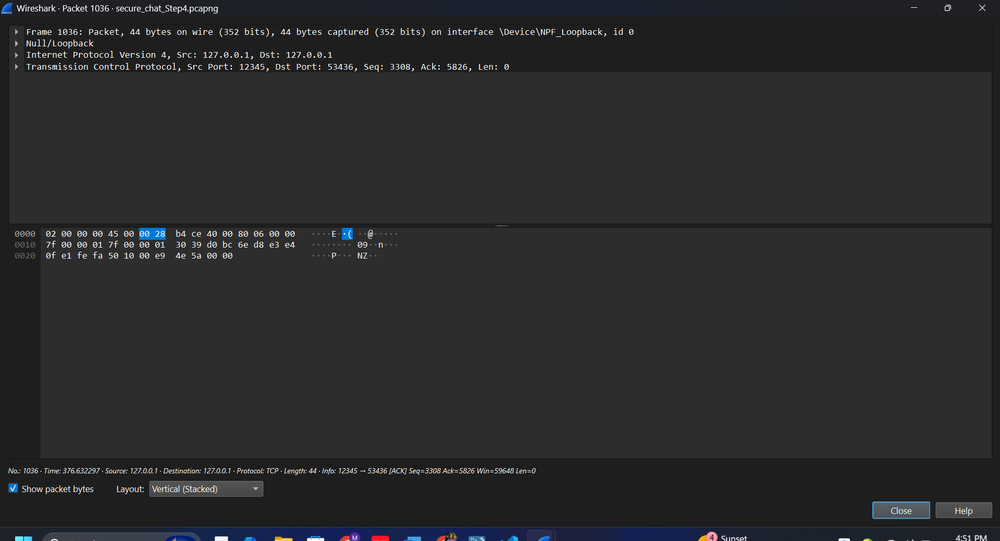 Wireshark · Packet 1036 · secure_chat_Step4.pcapng
Frame 1036: Packet, 44 bytes on wire (352 bits), 44 bytes captured (352 bits) on interface \Device\NPF_Loopback, id 0
Null/Loopback
Internet Protocol Version 4, Src: 127.0.0.1, Dst: 127.0.0.1
Transmission Control Protocol, Src Port: 12345, Dst Port: 53436, Seq: 3308, Ack: 5826, Len: 0
0000 02 00 00 00 45 00 00 28 b4 ce 40 00 80 06 00 00 ····E··( ··@·····
0010 7f 00 00 01 7f 00 00 01 30 39 d0 bc 6e d8 e3 e4 ········ 09··n···
0020 0f e1 fe fa 50 10 00 e9 4e 5a 00 00 ····P··· NZ··
No.: 1036 · Time: 376.632297 · Source: 127.0.0.1 · Destination: 127.0.0.1 · Protocol: TCP · Length: 44 · Info: 12345 → 53436 [ACK] Seq=3308 Ack=5826 Win=59648 Len=0
Show packet bytes Layout: Vertical (Stacked)
Close Help
M 4 Sunset 4:51 PM